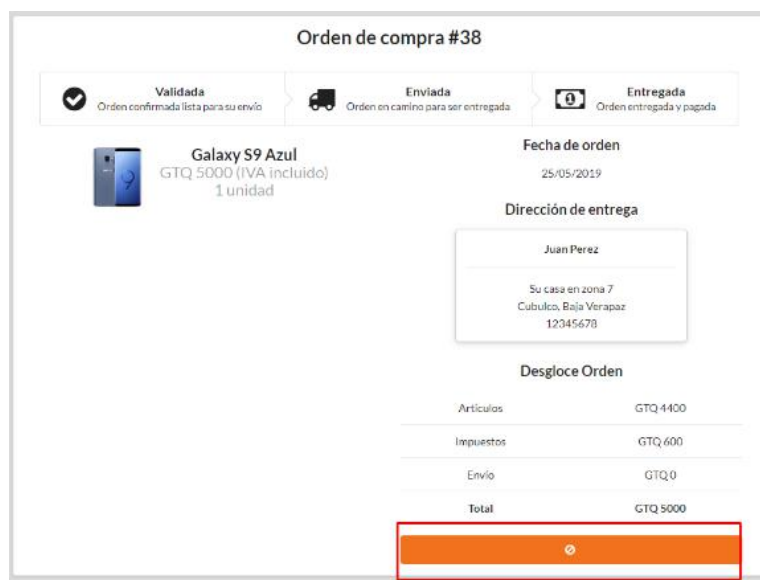 Orden de compra #38
Validada
Orden confirmada lista para su envío
Enviada
Orden en camino para ser entregada
Entregada
Orden entregada y pagada
Galaxy S9 Azul
GTQ 5000 (IVA incluido)
1 unidad
Fecha de orden
25/05/2019
Dirección de entrega
Juan Perez
Su casa en zona 7
Cubulco, Baja Verapaz
12345678
Desgloce Orden
Artículos GTQ 4400
Impuestos GTQ 600
Envío GTQ 0
Total GTQ 5000